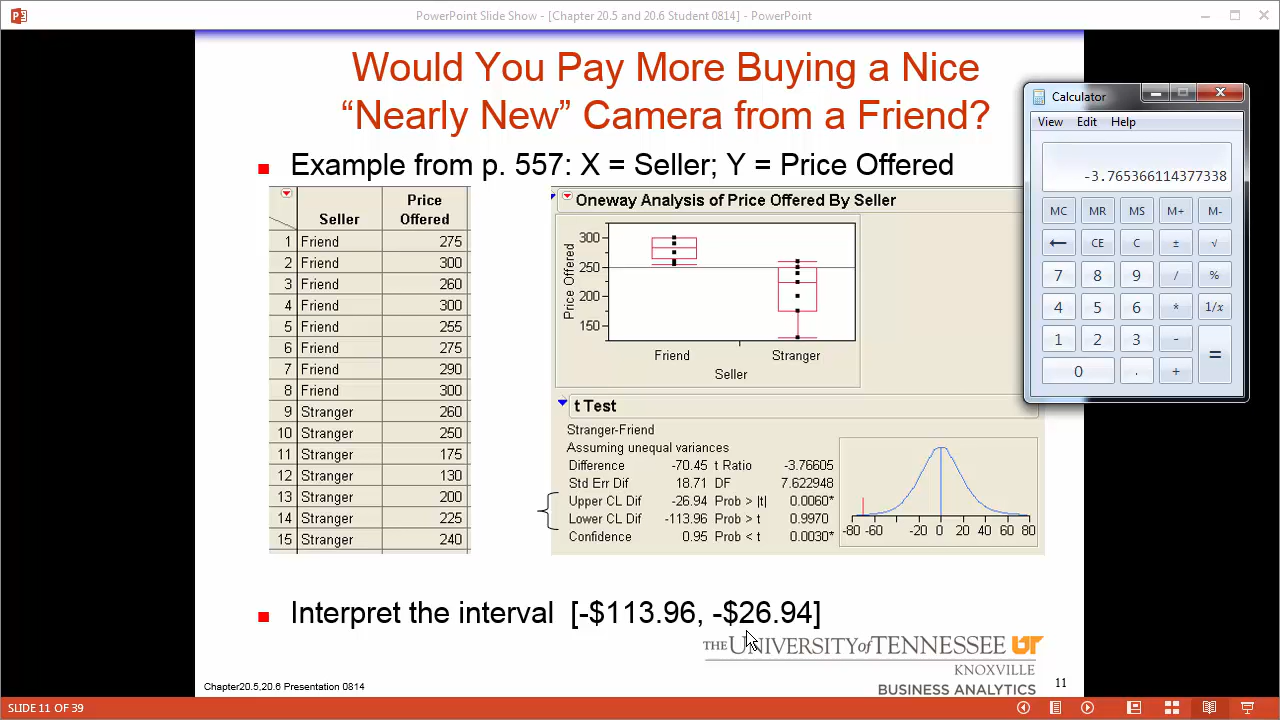 PowerPoint Slide Show - [Chapter 20.5 and 20.6 Student 0814] - PowerPoint
Would You Pay More Buying a Nice
“Nearly New” Camera from a Friend?
Example from p. 557: X = Seller; Y = Price Offered
Seller Price Offered
1 Friend 275
2 Friend 300
3 Friend 260
4 Friend 300
5 Friend 255
6 Friend 275
7 Friend 290
8 Friend 300
9 Stranger 260
10 Stranger 250
11 Stranger 175
12 Stranger 130
13 Stranger 200
14 Stranger 225
15 Stranger 240
Oneway Analysis of Price Offered By Seller
Price Offered
300
250
200
150
Friend Stranger
Seller
t Test
Stranger-Friend
Assuming unequal variances
Difference -70.45 t Ratio -3.76605
Std Err Dif 18.71 DF 7.622948
Upper CL Dif -26.94 Prob > |t| 0.0060*
Lower CL Dif -113.96 Prob > t 0.9970
Confidence 0.95 Prob < t 0.0030*
-80 -60 -20 0 20 40 60 80
Interpret the interval [-$113.96, -$26.94]
THE UNIVERSITY of TENNESSEE UT
KNOXVILLE
BUSINESS ANALYTICS
Chapter20.5,20.6 Presentation 0814
11
Calculator
View Edit Help
-3.765366114377338
MC MR MS M+ M-
← CE C ± √
7 8 9 / %
4 5 6 * 1/x
1 2 3 - =
0 . +
SLIDE 11 OF 39